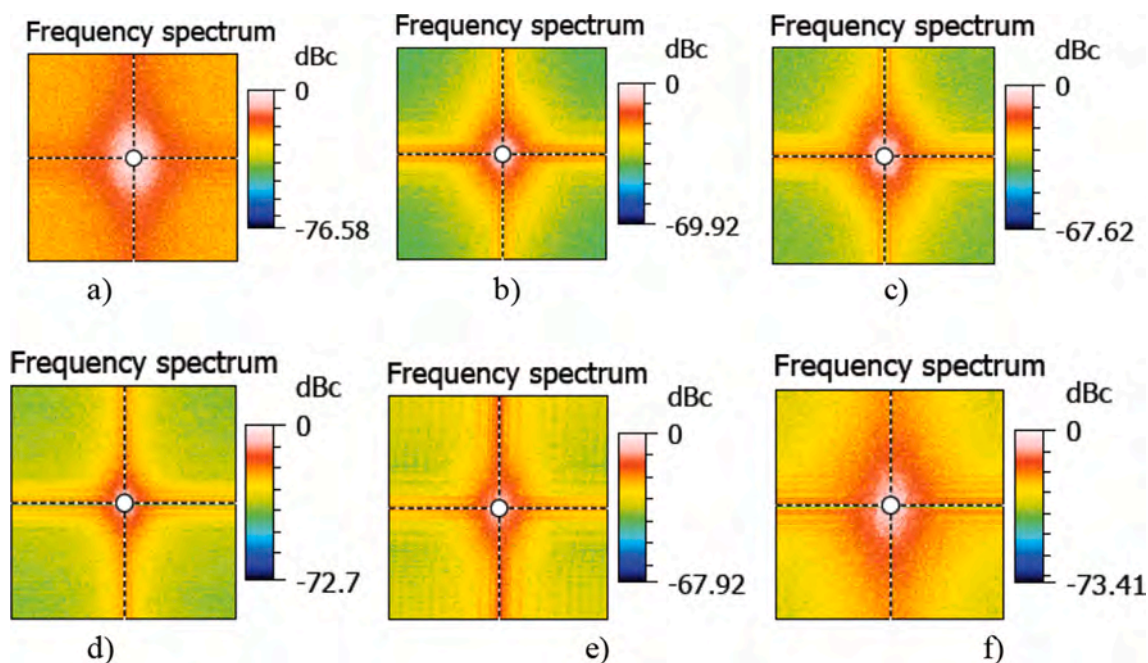 Frequency spectrum
dBc
0
-76.58
a)
Frequency spectrum
dBc
0
-69.92
b)
Frequency spectrum
dBc
0
-67.62
c)
Frequency spectrum
dBc
0
-72.7
d)
Frequency spectrum
dBc
0
-67.92
e)
Frequency spectrum
dBc
0
-73.41
f)